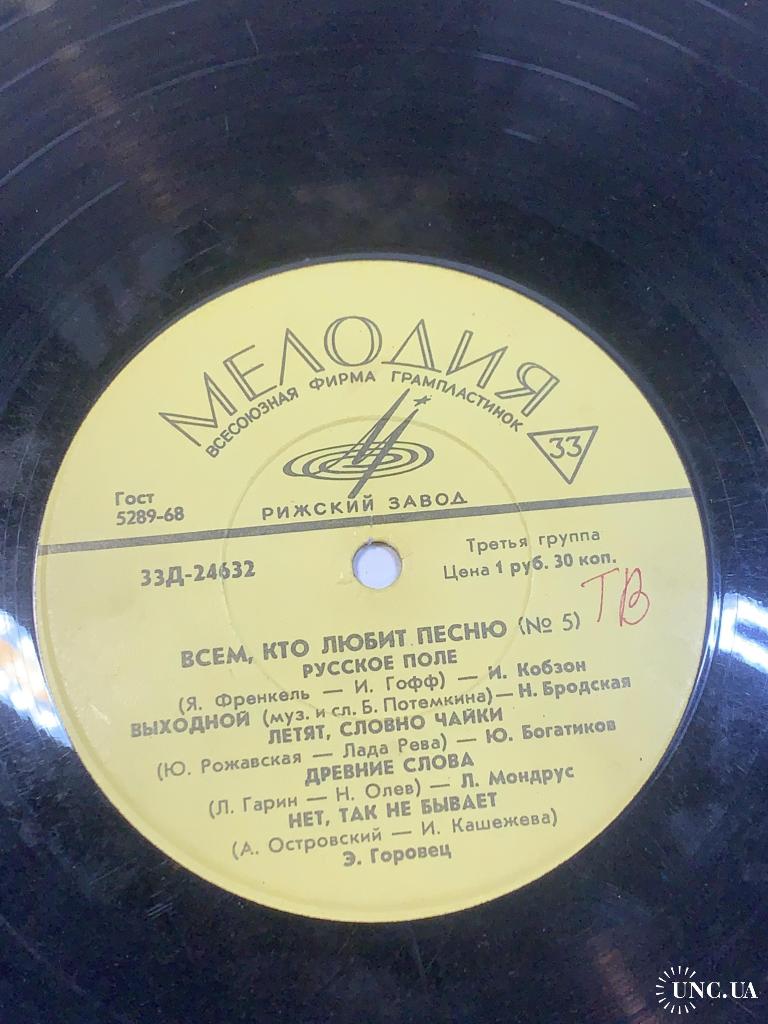 МЕЛОДИЯ
ВСЕСОЮЗНАЯ ФИРМА ГРАМПЛАСТИНОК
33
РИЖСКИЙ ЗАВОД
Гост
5289-68
33Д-24632
Третья группа
Цена 1 руб. 30 коп.
ТВ
ВСЕМ, КТО ЛЮБИТ ПЕСНЮ (№ 5)
РУССКОЕ ПОЛЕ
(Я. Френкель — И. Гофф) — И. Кобзон
ВЫХОДНОЙ (муз. и сл. Б. Потемкина) — Н. Бродская
ЛЕТЯТ, СЛОВНО ЧАЙКИ
(Ю. Рожавская — Лада Рева) — Ю. Богатиков
ДРЕВНИЕ СЛОВА
(Л. Гарин — Н. Олев) — Л. Мондрус
НЕТ, ТАК НЕ БЫВАЕТ
(А. Островский — И. Кашежева)
Э. Горовец
UNC.UA